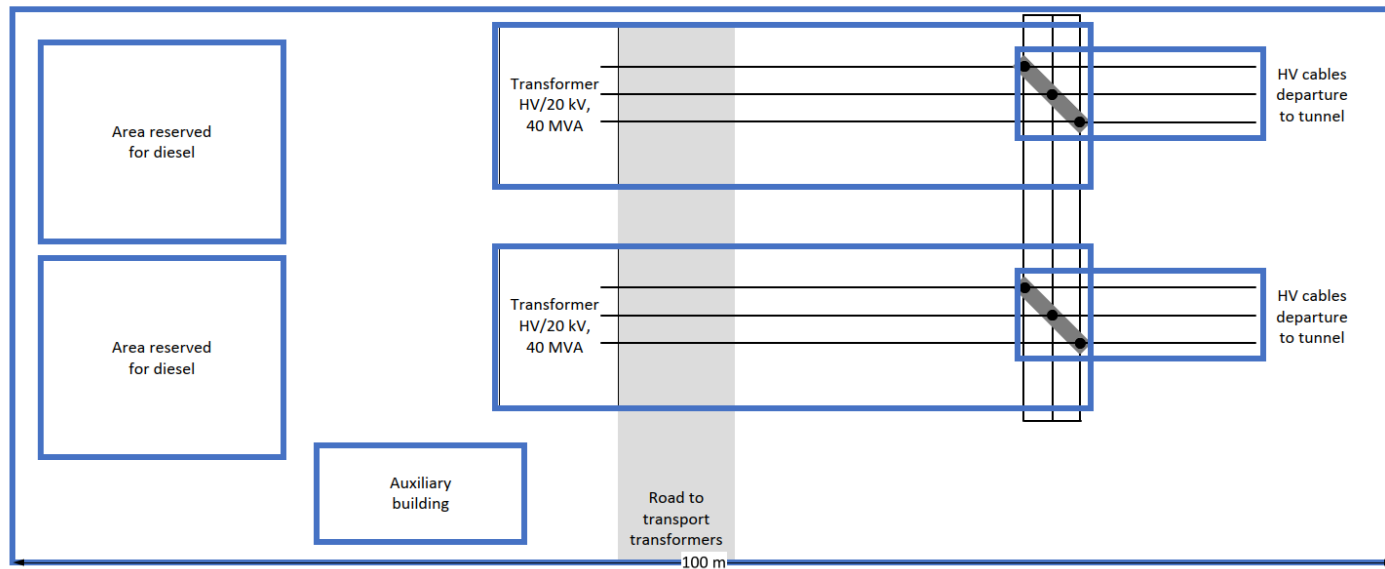 Area reserved
for diesel
Transformer
HV/20 kV,
40 MVA
HV cables
departure
to tunnel
Area reserved
for diesel
Transformer
HV/20 kV,
40 MVA
HV cables
departure
to tunnel
Auxiliary
building
Road to
transport
transformers
100 m